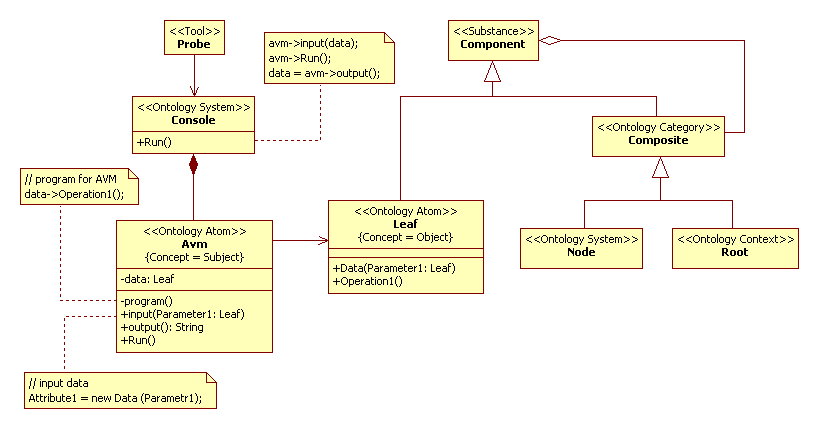 <<Tool>>
Probe
avm->input(data);
avm->Run();
data = avm->output();
<<Substance>>
Component
<<Ontology System>>
Console
+Run()
<<Ontology Category>>
Composite
// program for AVM
data->Operation1();
<<Ontology Atom>>
Avm
{Concept = Subject}
-data: Leaf
-program()
+input(Parameter1: Leaf)
+output(): String
+Run()
<<Ontology Atom>>
Leaf
{Concept = Object}
+Data(Parameter1: Leaf)
+Operation1()
<<Ontology System>>
Node
<<Ontology Context>>
Root
// input data
Attribute1 = new Data (Parametr1);